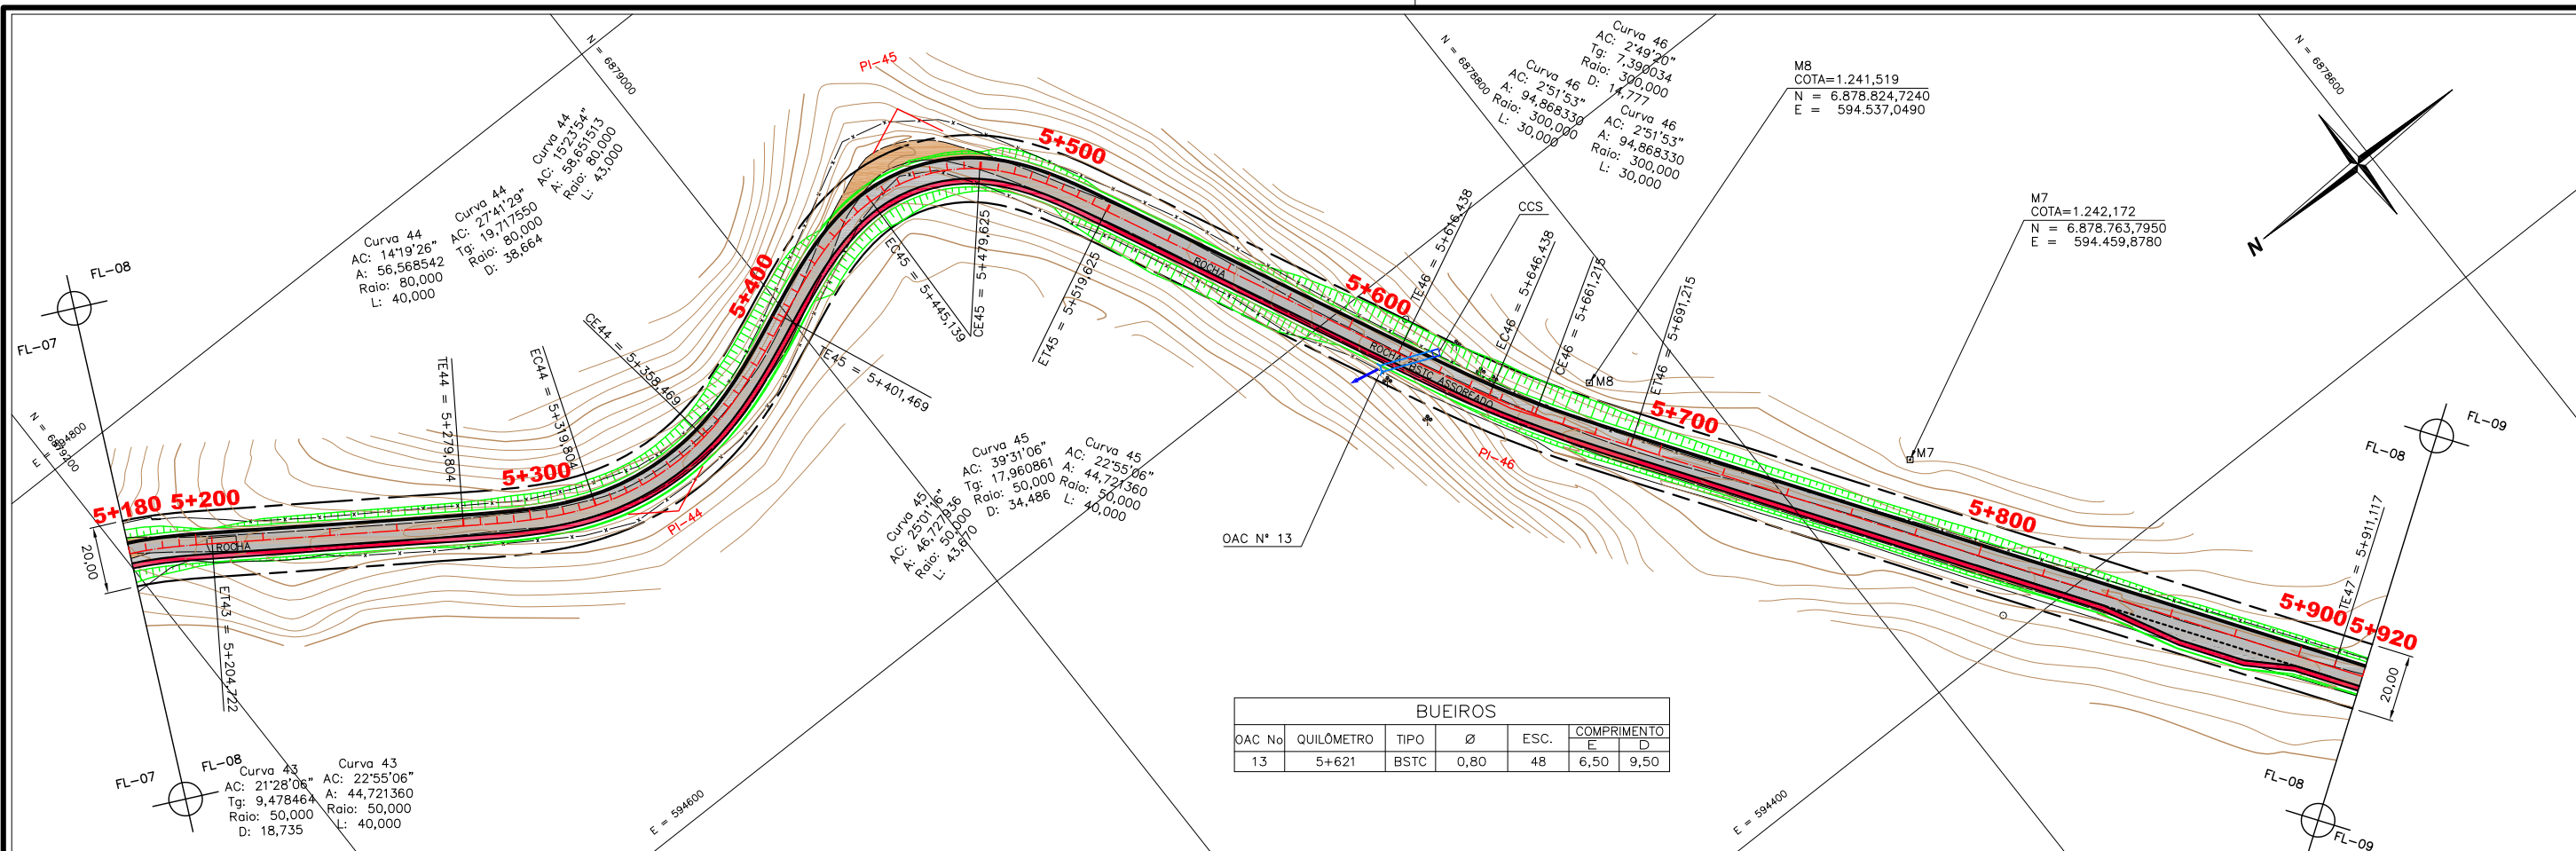 N = 6879000
PI-45
Curva 44
AC: 15°23'54"
A: 58,651513
Raio: 80,000
L: 43,000
Curva 44
AC: 27°41'29"
Tg: 19,717550
Raio: 80,000
D: 38,664
Curva 44
AC: 14°19'26"
A: 56,568542
Raio: 80,000
L: 40,000
N = 6878800
Curva 46
AC: 2°49'20"
Tg: 7,390034
Raio: 300,000
D: 14,777
Curva 46
AC: 2°51'53"
A: 94,868330
Raio: 300,000
L: 30,000
Curva 46
AC: 2°51'53"
A: 94,868330
Raio: 300,000
L: 30,000
M8
COTA=1.241,519
N = 6.878.824,7240
E = 594.537,0490
M7
COTA=1.242,172
N = 6.878.763,7950
E = 594.459,8780
N = 6878600
N
FL-08
FL-07
N = 6879200
E = 594800
5+180
5+200
5+300
5+400
5+500
5+600
5+700
5+800
5+900
5+920
20,00
ROCHA
ET43 = 5+204,722
TE44 = 5+279,804
EC44 = 5+319,804
CE44 = 5+358,469
PI-44
TE45 = 5+401,469
EC45 = 5+445,139
CE45 = 5+479,625
ET45 = 5+519,625
ROCHA
ROCHA
BSTC ASSOREADO
TE46 = 5+616,438
CCS
EC46 = 5+646,438
CE46 = 5+661,215
ET46 = 5+691,215
M8
M7
PI-46
OAC N° 13
TE47 = 5+911,117
20,00
FL-08
FL-09
Curva 45
AC: 25°01'16"
A: 46,727936
Raio: 50,000
L: 43,670
Curva 45
AC: 39°31'06"
Tg: 17,960861
Raio: 50,000
D: 34,486
Curva 45
AC: 22°55'06"
A: 44,721360
Raio: 50,000
L: 40,000
BUEIROS
OAC No QUILÔMETRO TIPO Ø ESC. COMPRIMENTO
E D
13 5+621 BSTC 0,80 48 6,50 9,50
FL-07
FL-08
Curva 43
AC: 21°28'06"
Tg: 9,478464
Raio: 50,000
D: 18,735
Curva 43
AC: 22°55'06"
A: 44,721360
Raio: 50,000
L: 40,000
E = 594600
E = 594400
FL-08
FL-09